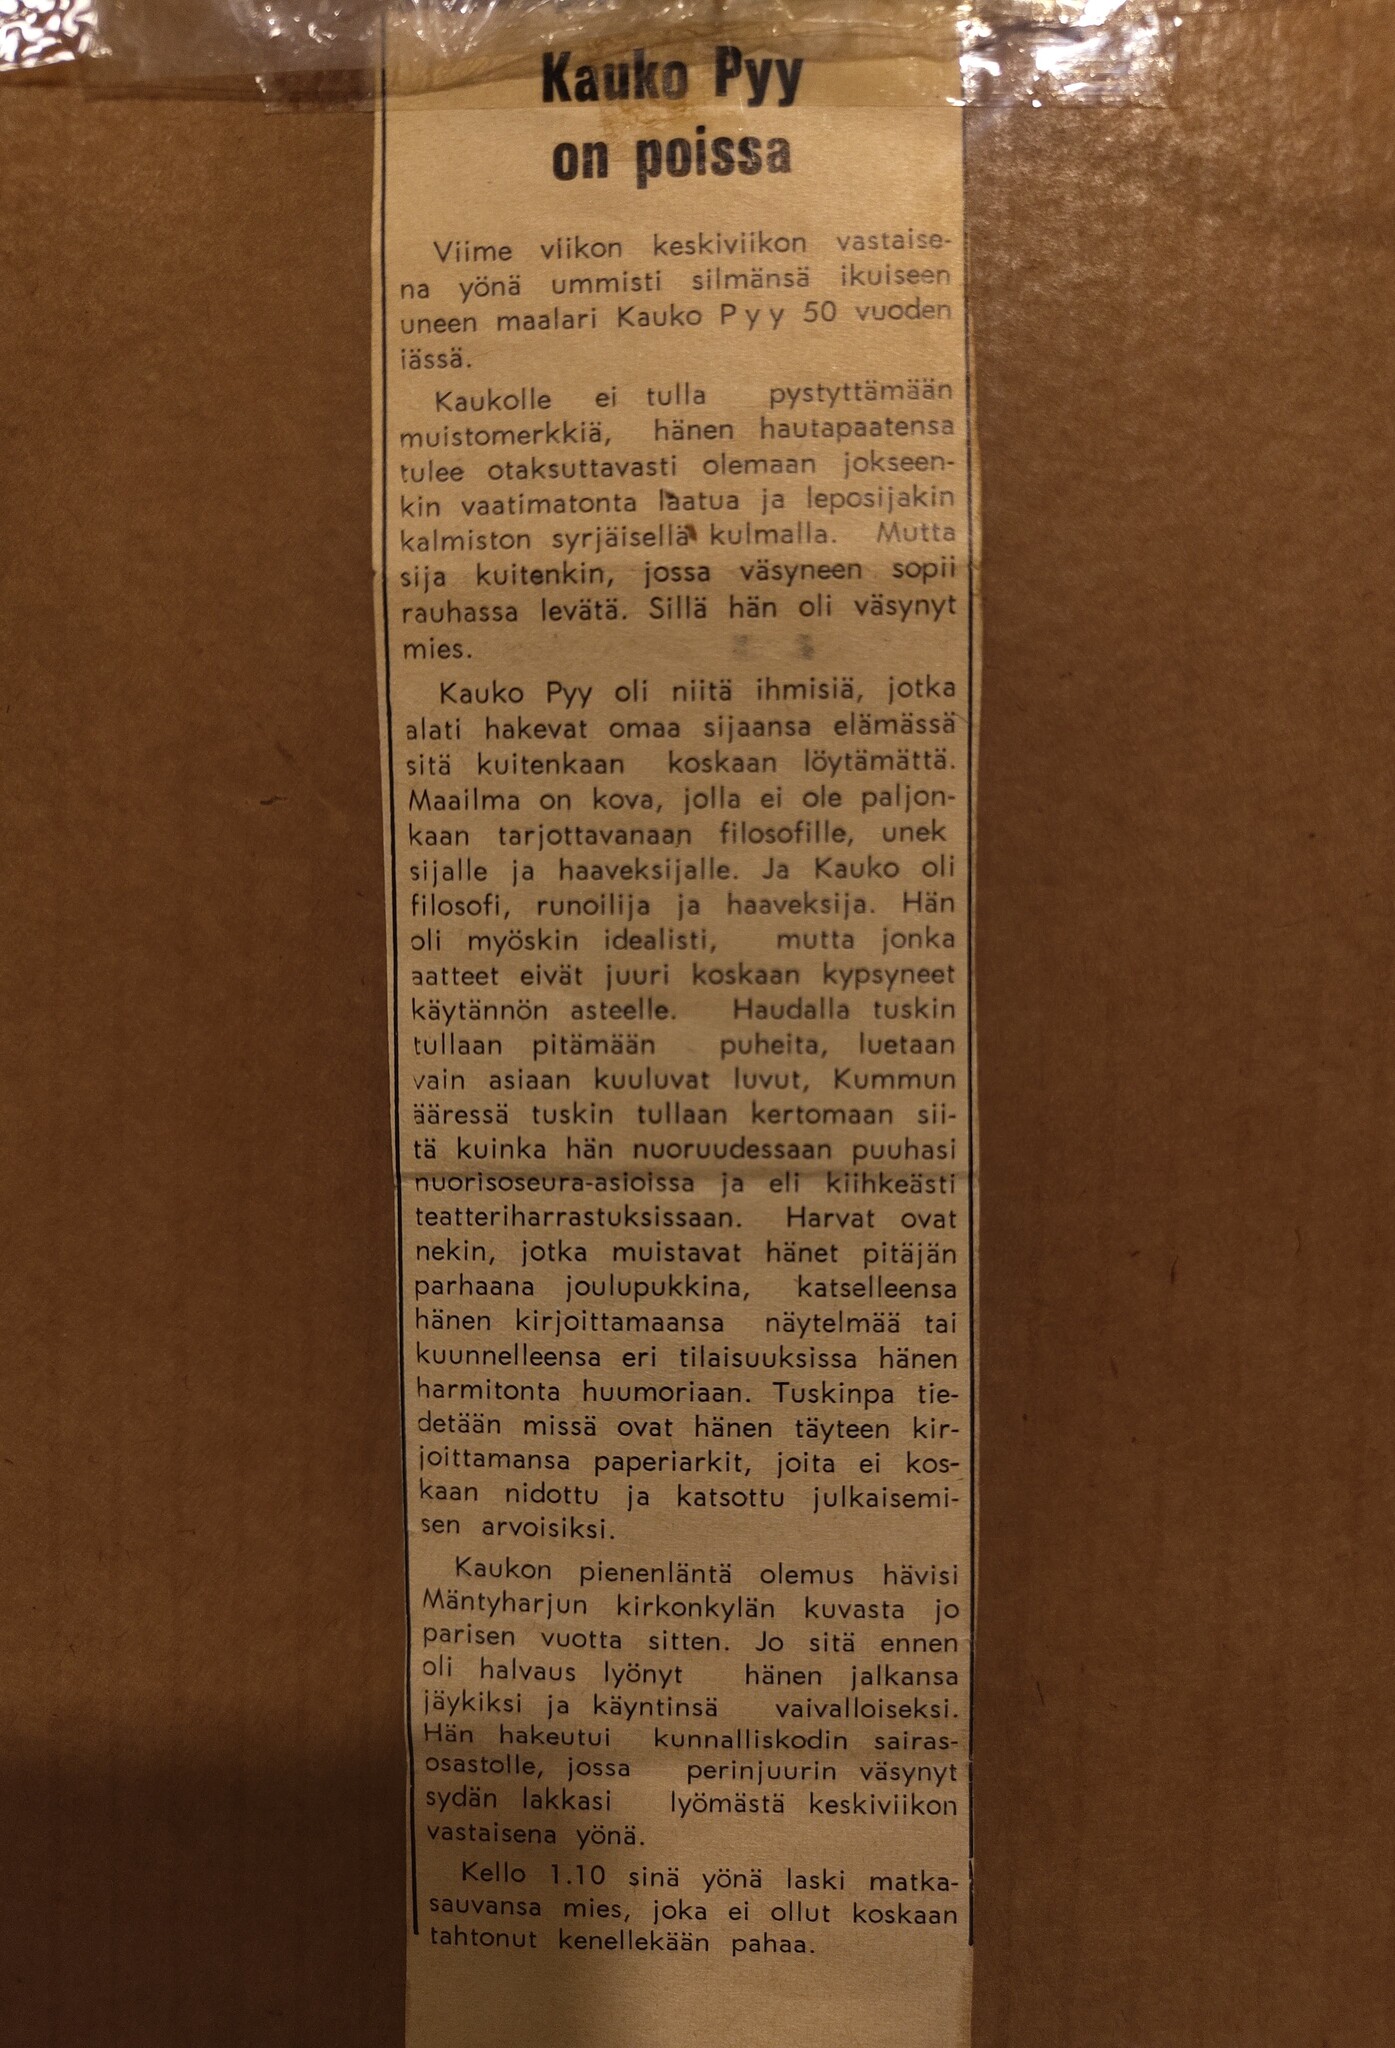 Kauko Pyy
on poissa
Viime viikon keskiviikon vastaise-
na yönä ummisti silmänsä ikuiseen
uneen maalari Kauko P y y 50 vuoden
iässä.
Kaukolle ei tulla pystyttämään
muistomerkkiä, hänen hautapaatensa
tulee otaksuttavasti olemaan jokseen-
kin vaatimatonta laatua ja leposijakin
kalmiston syrjäisellä kulmalla. Mutta
sija kuitenkin, jossa väsyneen sopii
rauhassa levätä. Sillä hän oli väsynyt
mies.
Kauko Pyy oli niitä ihmisiä, jotka
alati hakevat omaa sijaansa elämässä
sitä kuitenkaan koskaan löytämättä.
Maailma on kova, jolla ei ole paljon-
kaan tarjottavanaan filosofille, unek
sijalle ja haaveksijalle. Ja Kauko oli
filosofi, runoilija ja haaveksija. Hän
oli myöskin idealisti, mutta jonka
aatteet eivät juuri koskaan kypsyneet
käytännön asteelle. Haudalla tuskin
tullaan pitämään puheita, luetaan
vain asiaan kuuluvat luvut, Kummun
ääressä tuskin tullaan kertomaan sii-
tä kuinka hän nuoruudessaan puuhasi
nuorisoseura-asioissa ja eli kiihkeästi
teatteriharrastuksissaan. Harvat ovat
nekin, jotka muistavat hänet pitäjän
parhaana joulupukkina, katselleensa
hänen kirjoittamaansa näytelmää tai
kuunnelleensa eri tilaisuuksissa hänen
harmitonta huumoriaan. Tuskinpa tie-
detään missä ovat hänen täyteen kir-
joittamansa paperiarkit, joita ei kos-
kaan nidottu ja katsottu julkaisemi-
sen arvoisiksi.
Kaukon pienenläntä olemus hävisi
Mäntyharjun kirkonkylän kuvasta jo
parisen vuotta sitten. Jo sitä ennen
oli halvaus lyönyt hänen jalkansa
jäykiksi ja käyntinsä vaivalloiseksi.
Hän hakeutui kunnalliskodin sairas-
osastolle, jossa perinjuurin väsynyt
sydän lakkasi lyömästä keskiviikon
vastaisena yönä.
Kello 1.10 sinä yönä laski matka-
sauvansa mies, joka ei ollut koskaan
tahtonut kenellekään pahaa.